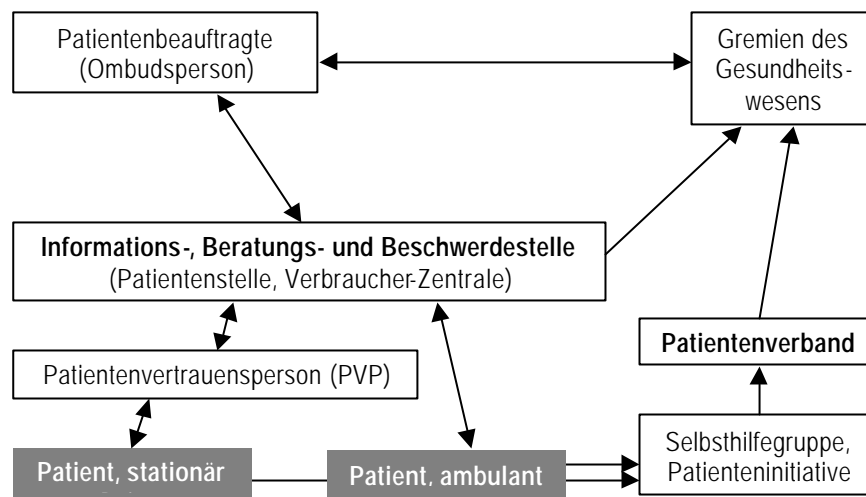 Patientenbeauftragte
(Ombudsperson)
Gremien des
Gesundheits-
wesens
Informations-, Beratungs- und Beschwerdestelle
(Patientenstelle, Verbraucher-Zentrale)
Patientenverband
Patientenvertrauensperson (PVP)
Selbsthilfegruppe,
Patienteninitiative
Patient, stationär
Patient, ambulant